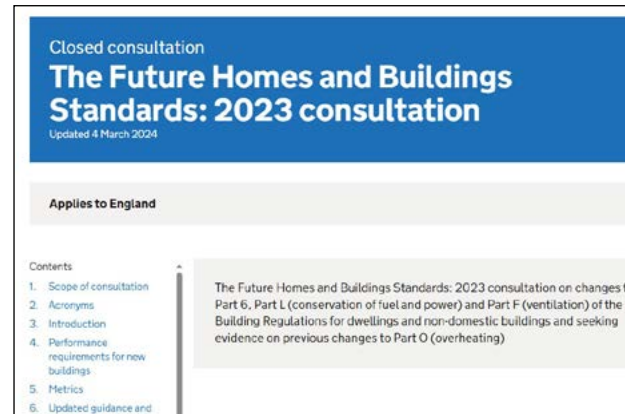 Closed consultation
The Future Homes and Buildings
Standards: 2023 consultation
Updated 4 March 2024
Applies to England
Contents
1. Scope of consultation
2. Acronyms
3. Introduction
4. Performance
requirements for new
buildings
5. Metrics
6. Updated guidance and
The Future Homes and Buildings Standards: 2023 consultation on changes
Part 6, Part L (conservation of fuel and power) and Part F (ventilation) of the
Building Regulations for dwellings and non-domestic buildings and seeking
evidence on previous changes to Part O (overheating)